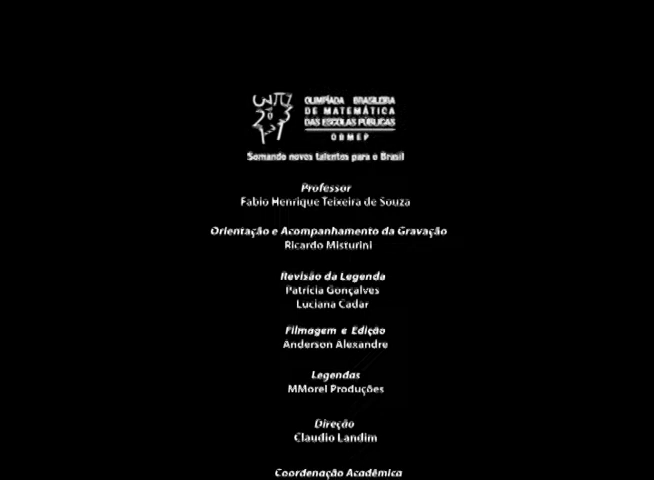 OLIMPÍADA BRASILEIRA
DE MATEMÁTICA
DAS ESCOLAS PÚBLICAS
OBMEP
Somando novos talentos para o Brasil
Professor
Fabio Henrique Teixeira de Souza
Orientação e Acompanhamento da Gravação
Ricardo Misturini
Revisão da Legenda
Patrícia Gonçalves
Luciana Cadar
Filmagem e Edição
Anderson Alexandre
Legendas
MMorel Produções
Direção
Claudio Landim
Coordenação Acadêmica